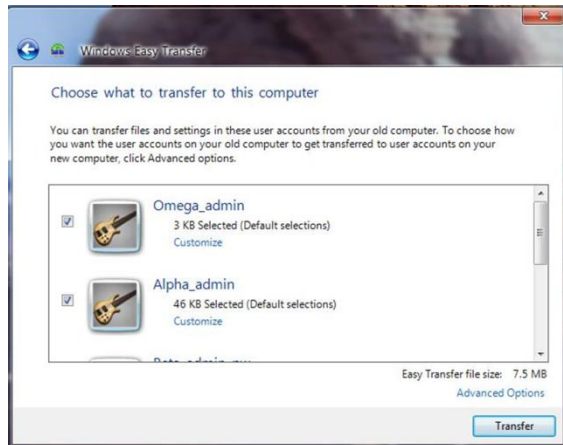 Windows Easy Transfer
Choose what to transfer to this computer
You can transfer files and settings in these user accounts from your old computer. To choose how
you want the user accounts on your old computer to get transferred to user accounts on your
new computer, click Advanced options.
Omega_admin
3 KB Selected (Default selections)
Customize
Alpha_admin
46 KB Selected (Default selections)
Customize
Easy Transfer file size: 7.5 MB
Advanced Options
Transfer